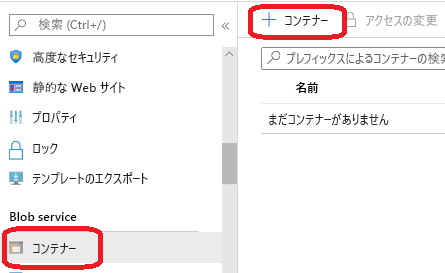 検索 (Ctrl+/)
«
高度なセキュリティ
静的な Web サイト
プロパティ
ロック
テンプレートのエクスポート
Blob service
コンテナー
+ コンテナー
アクセスの変更
プレフィックスによるコンテナーの検索
名前
まだコンテナーがありません